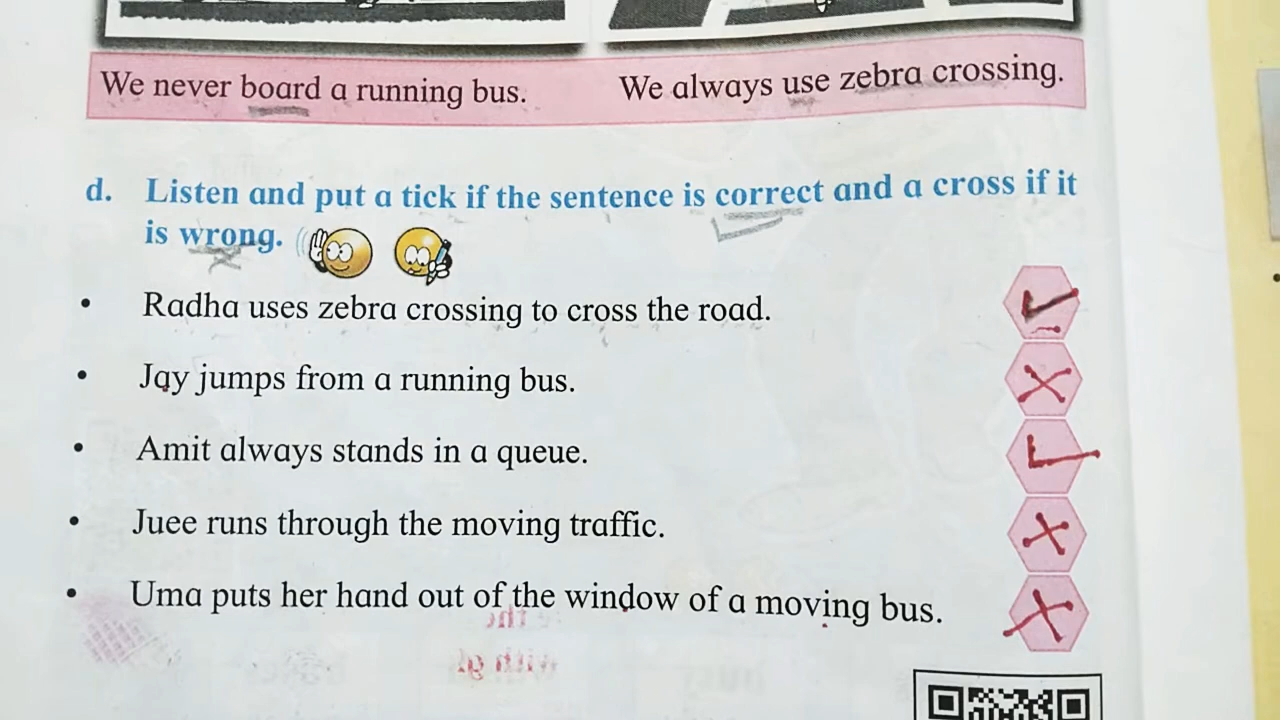 We never board a running bus. We always use zebra crossing.
d. Listen and put a tick if the sentence is correct and a cross if it
is wrong.
• Radha uses zebra crossing to cross the road.
• Jay jumps from a running bus.
• Amit always stands in a queue.
• Juee runs through the moving traffic.
• Uma puts her hand out of the window of a moving bus.